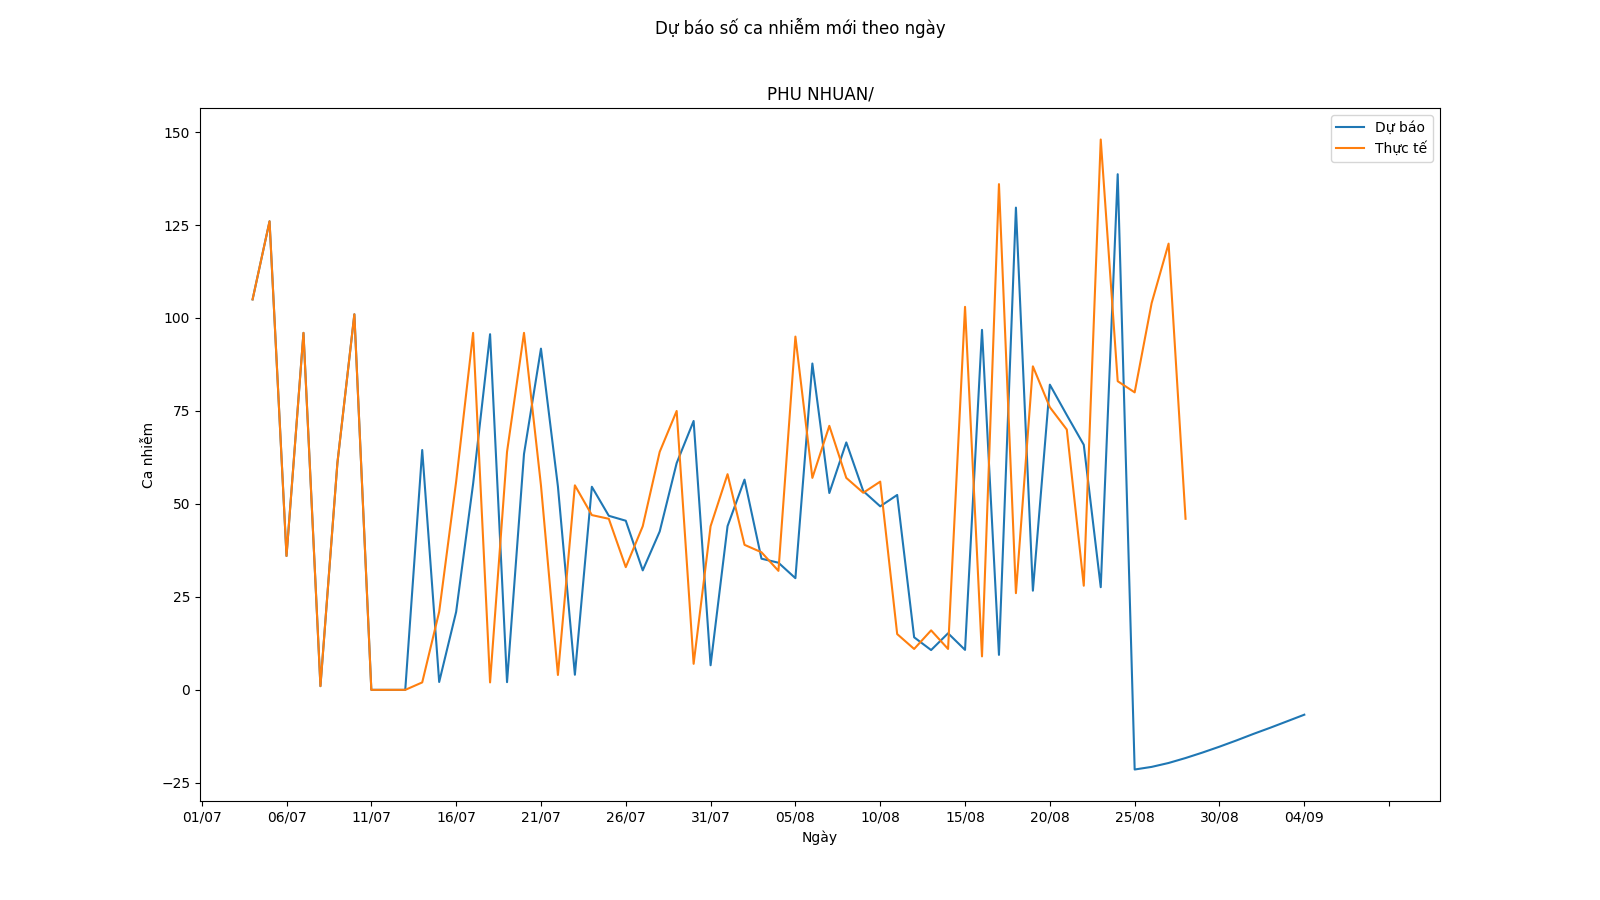 Dự báo số ca nhiễm mới theo ngày
PHU NHUAN/
Dự báo
Thực tế
150
125
100
75
50
25
0
−25
Ca nhiễm
01/07 06/07 11/07 16/07 21/07 26/07 31/07 05/08 10/08 15/08 20/08 25/08 30/08 04/09
Ngày